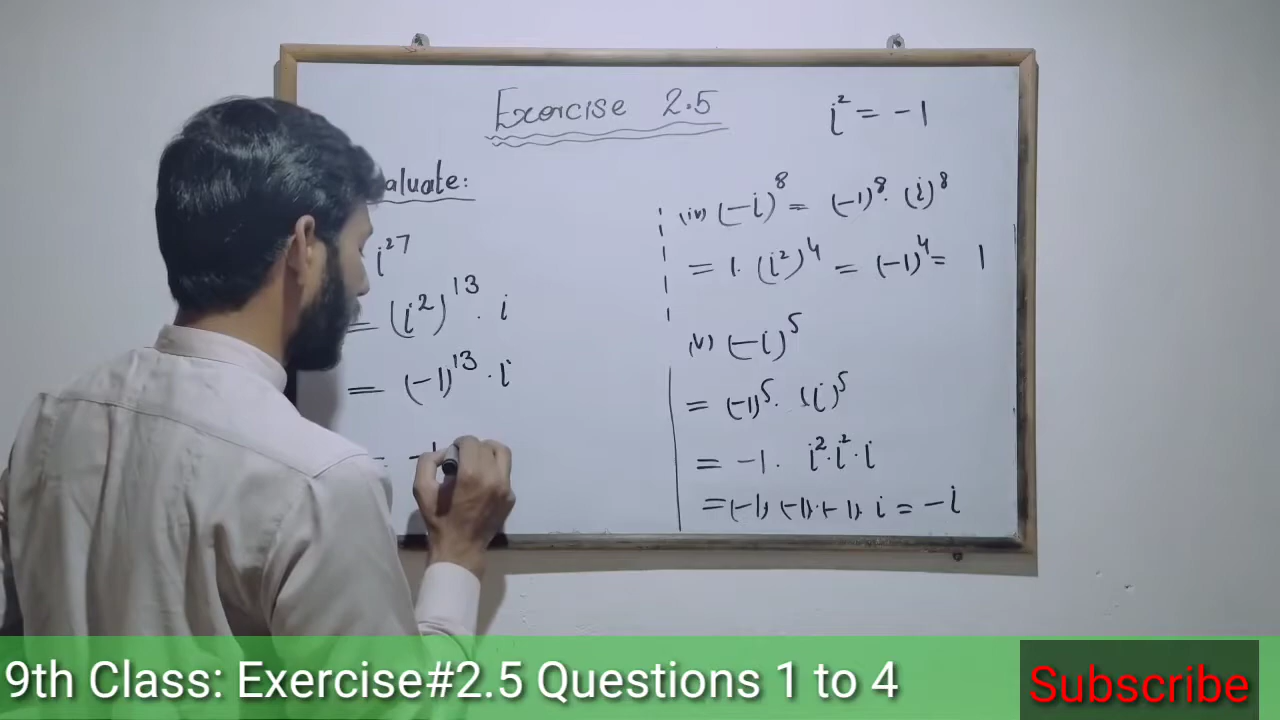 Exercise 2.5
i² = -1
aluate:
i²⁷
= (i²)¹³ . i
= (-1)¹³ . i
= -1
(iv) (-i)⁸ = (-1)⁸ . (i)⁸
= 1 . (i²)⁴ = (-1)⁴ = 1
(v) (-i)⁵
= (-1)⁵ . (i)⁵
= -1 . i² . i² . i
= (-1) . (-1) . (-1) . i = -i
9th Class: Exercise#2.5 Questions 1 to 4
Subscribe